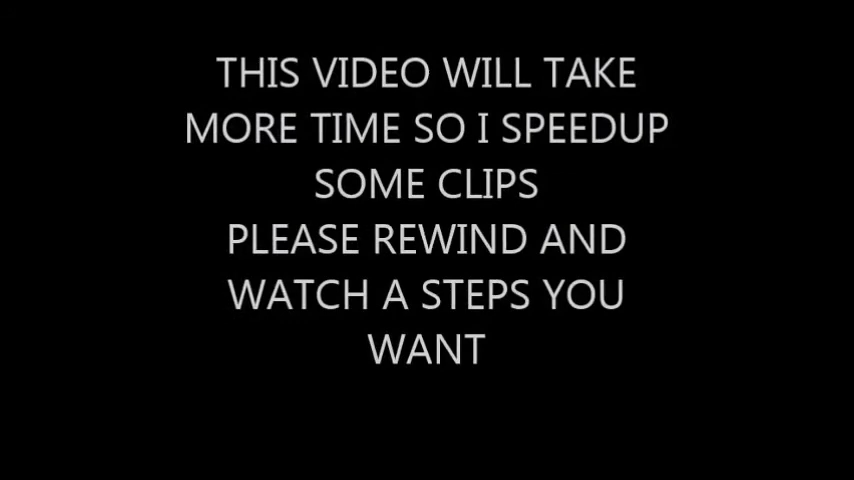 THIS VIDEO WILL TAKE
MORE TIME SO I SPEEDUP
SOME CLIPS
PLEASE REWIND AND
WATCH A STEPS YOU
WANT